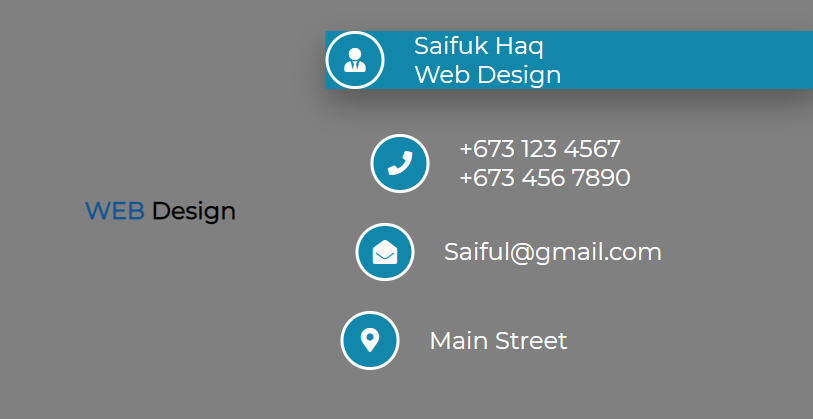 Saifuk Haq
Web Design
+673 123 4567
+673 456 7890
WEB Design
Saiful@gmail.com
Main Street